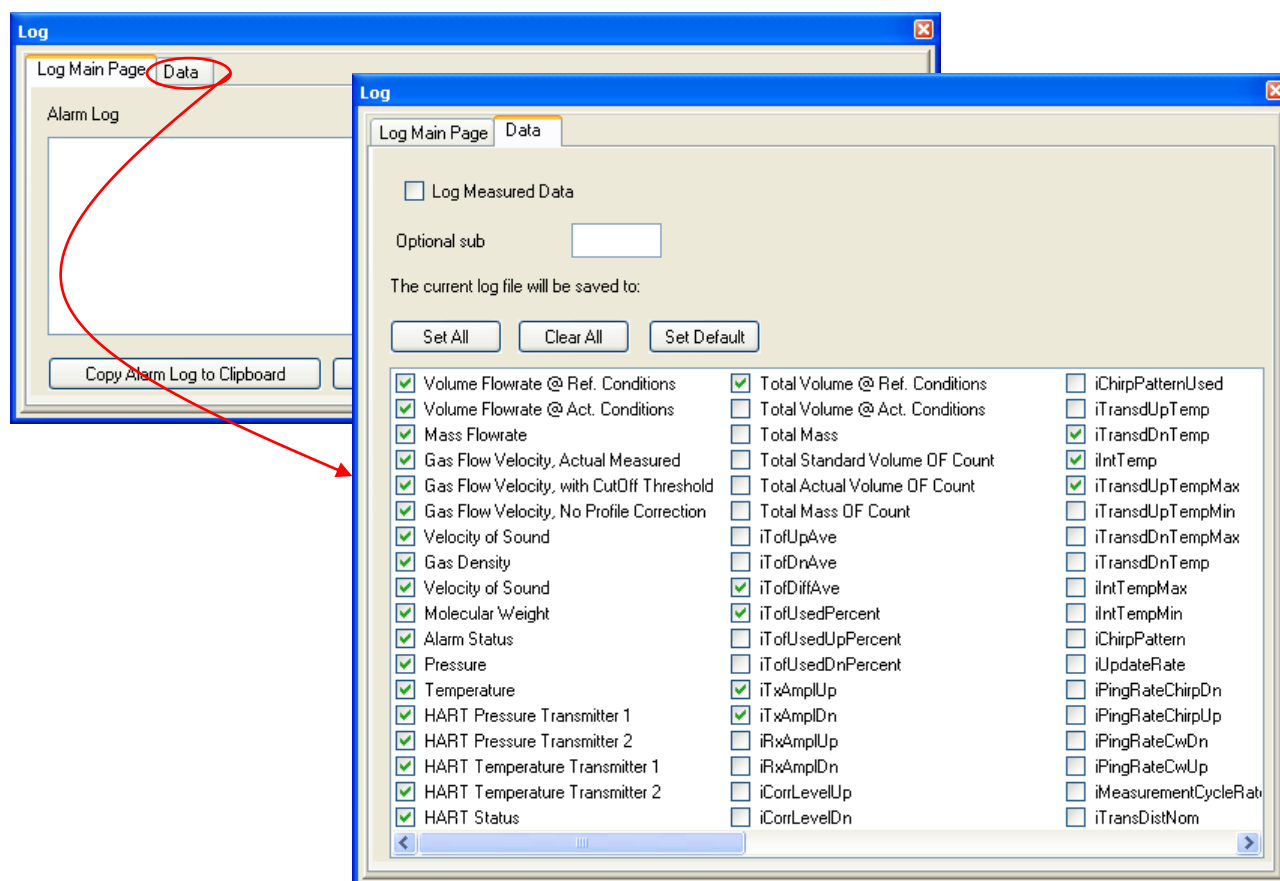 Log
Log Main Page Data
Alarm Log
Copy Alarm Log to Clipboard
Log
Log Main Page Data
Log Measured Data
Optional sub
The current log file will be saved to:
Set All Clear All Set Default
Volume Flowrate @ Ref. Conditions Total Volume @ Ref. Conditions iChirpPatternUsed
Volume Flowrate @ Act. Conditions Total Volume @ Act. Conditions iTransdUpTemp
Mass Flowrate Total Mass iTransdDnTemp
Gas Flow Velocity, Actual Measured Total Standard Volume OF Count iIntTemp
Gas Flow Velocity, with CutOff Threshold Total Actual Volume OF Count iTransdUpTempMax
Gas Flow Velocity, No Profile Correction Total Mass OF Count iTransdUpTempMin
Velocity of Sound iTofUpAve iTransdDnTempMax
Gas Density iTofDnAve iTransdDnTemp
Velocity of Sound iTofDiffAve iIntTempMax
Molecular Weight iTofUsedPercent iIntTempMin
Alarm Status iTofUsedUpPercent iChirpPattern
Pressure iTofUsedDnPercent iUpdateRate
Temperature iTxAmplUp iPingRateChirpDn
HART Pressure Transmitter 1 iTxAmplDn iPingRateChirpUp
HART Pressure Transmitter 2 iRxAmplUp iPingRateCwDn
HART Temperature Transmitter 1 iRxAmplDn iPingRateCwUp
HART Temperature Transmitter 2 iCorrLevelUp iMeasurementCycleRat
HART Status iCorrLevelDn iTransDistNom